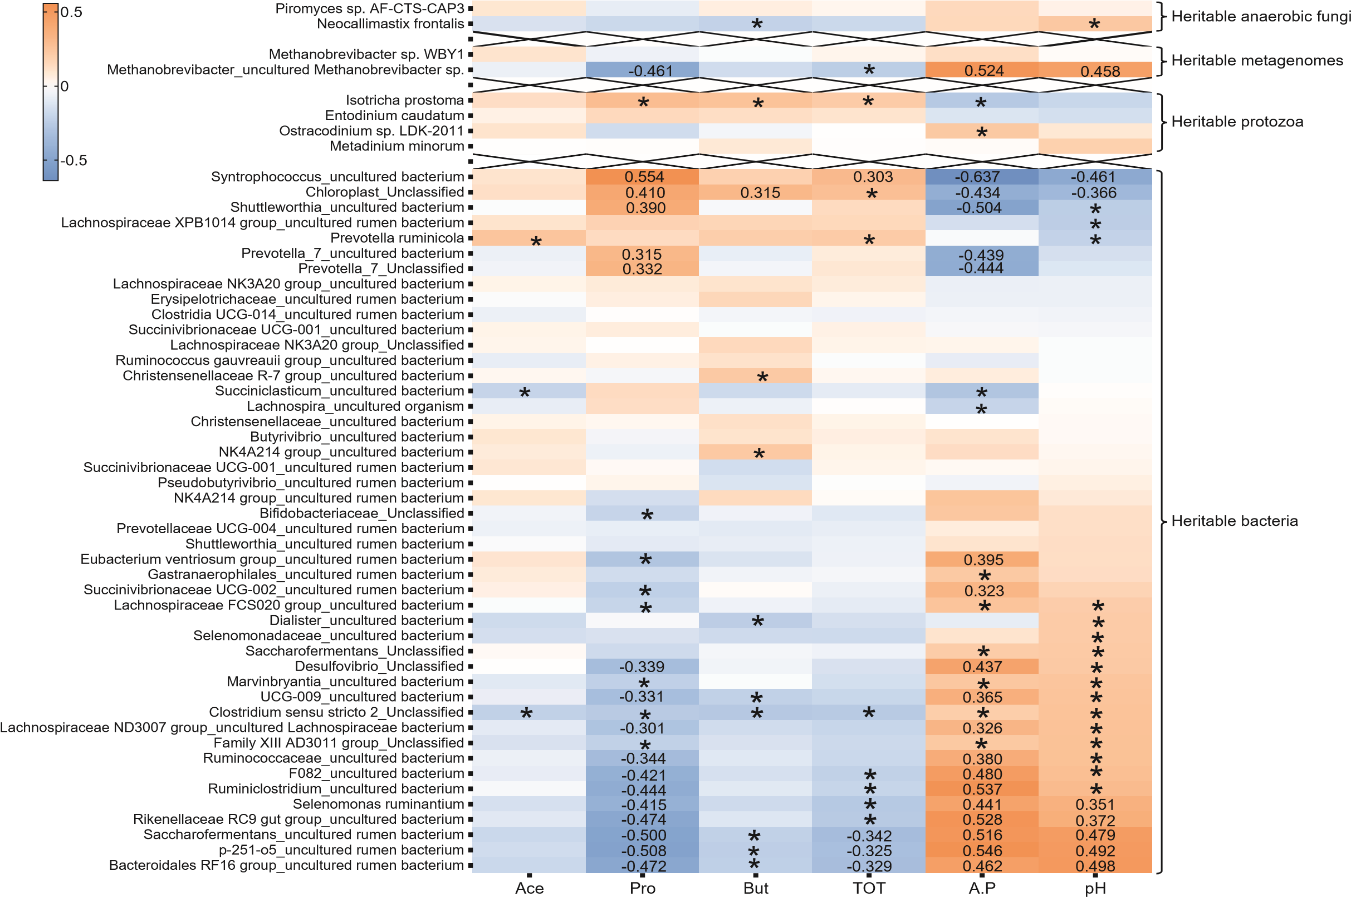 0.5
0
-0.5
Piromyces sp. AF-CTS-CAP3
Neocallimastix frontalis * *
Heritable anaerobic fungi
Methanobrevibacter sp. WBY1
Methanobrevibacter_uncultured Methanobrevibacter sp. -0.461 * 0.524 0.458
Heritable metagenomes
Isotricha prostoma * * * *
Entodinium caudatum
Ostracodinium sp. LDK-2011 *
Metadinium minorum
Heritable protozoa
Syntrophococcus_uncultured bacterium 0.554 0.303 -0.637 -0.461
Chloroplast_Unclassified 0.410 0.315 * -0.434 -0.366
Shuttleworthia_uncultured bacterium 0.390 -0.504 *
Lachnospiraceae XPB1014 group_uncultured rumen bacterium *
Prevotella ruminicola * * *
Prevotella_7_uncultured bacterium 0.315 -0.439
Prevotella_7_Unclassified 0.332 -0.444
Lachnospiraceae NK3A20 group_uncultured bacterium
Erysipelotrichaceae_uncultured rumen bacterium
Clostridia UCG-014_uncultured rumen bacterium
Succinivibrionaceae UCG-001_uncultured bacterium
Lachnospiraceae NK3A20 group_Unclassified
Ruminococcus gauvreauii group_uncultured bacterium
Christensenellaceae R-7 group_uncultured bacterium *
Succiniclasticum_uncultured bacterium * *
Lachnospira_uncultured organism *
Christensenellaceae_uncultured bacterium
Butyrivibrio_uncultured bacterium
NK4A214 group_uncultured bacterium *
Succinivibrionaceae UCG-001_uncultured rumen bacterium
Pseudobutyrivibrio_uncultured rumen bacterium
NK4A214 group_uncultured rumen bacterium
Bifidobacteriaceae_Unclassified *
Prevotellaceae UCG-004_uncultured rumen bacterium
Shuttleworthia_uncultured rumen bacterium
Eubacterium ventriosum group_uncultured rumen bacterium * 0.395
Gastranaerophilales_uncultured rumen bacterium *
Succinivibrionaceae UCG-002_uncultured rumen bacterium * 0.323
Lachnospiraceae FCS020 group_uncultured bacterium * * *
Dialister_uncultured bacterium * *
Selenomonadaceae_uncultured bacterium *
Saccharofermentans_Unclassified * *
Desulfovibrio_Unclassified -0.339 0.437 *
Marvinbryantia_uncultured bacterium * * *
UCG-009_uncultured bacterium -0.331 * 0.365 *
Clostridium sensu stricto 2_Unclassified * * * * * *
Lachnospiraceae ND3007 group_uncultured Lachnospiraceae bacterium -0.301 0.326 *
Family XIII AD3011 group_Unclassified * * *
Ruminococcaceae_uncultured bacterium -0.344 0.380 *
F082_uncultured bacterium -0.421 * 0.480 *
Ruminiclostridium_uncultured bacterium -0.444 * 0.537 *
Selenomonas ruminantium -0.415 * 0.441 0.351
Rikenellaceae RC9 gut group_uncultured bacterium -0.474 * 0.528 0.372
Saccharofermentans_uncultured rumen bacterium -0.500 * -0.342 0.516 0.479
p-251-o5_uncultured rumen bacterium -0.508 * -0.325 0.546 0.492
Bacteroidales RF16 group_uncultured rumen bacterium -0.472 * -0.329 0.462 0.498
Heritable bacteria
Ace Pro But TOT A.P pH